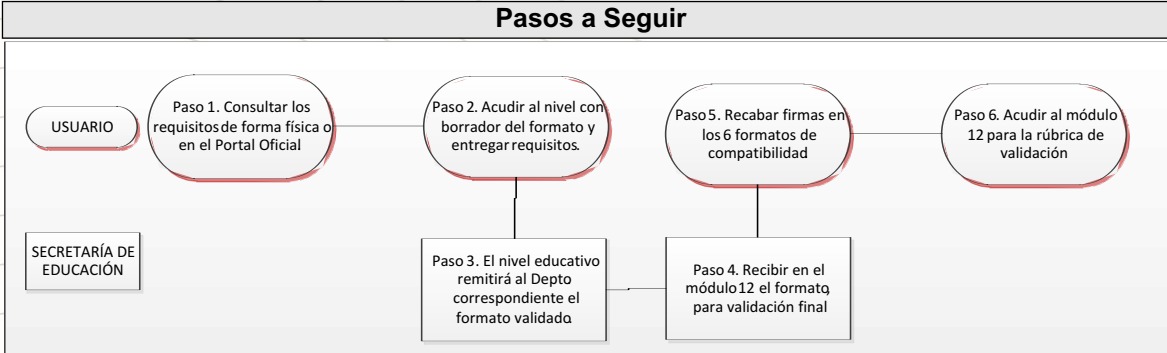 Pasos a Seguir
USUARIO
Paso 1. Consultar los
requisitos de forma física o
en el Portal Oficial
Paso 2. Acudir al nivel con
borrador del formato y
entregar requisitos.
Paso 5. Recabar firmas en
los 6 formatos de
compatibilidad
Paso 6. Acudir al módulo
12 para la rúbrica de
validación
SECRETARÍA DE
EDUCACIÓN
Paso 3. El nivel educativo
remitirá al Depto
correspondiente el
formato validado.
Paso 4. Recibir en el
módulo 12 el formato,
para validación final